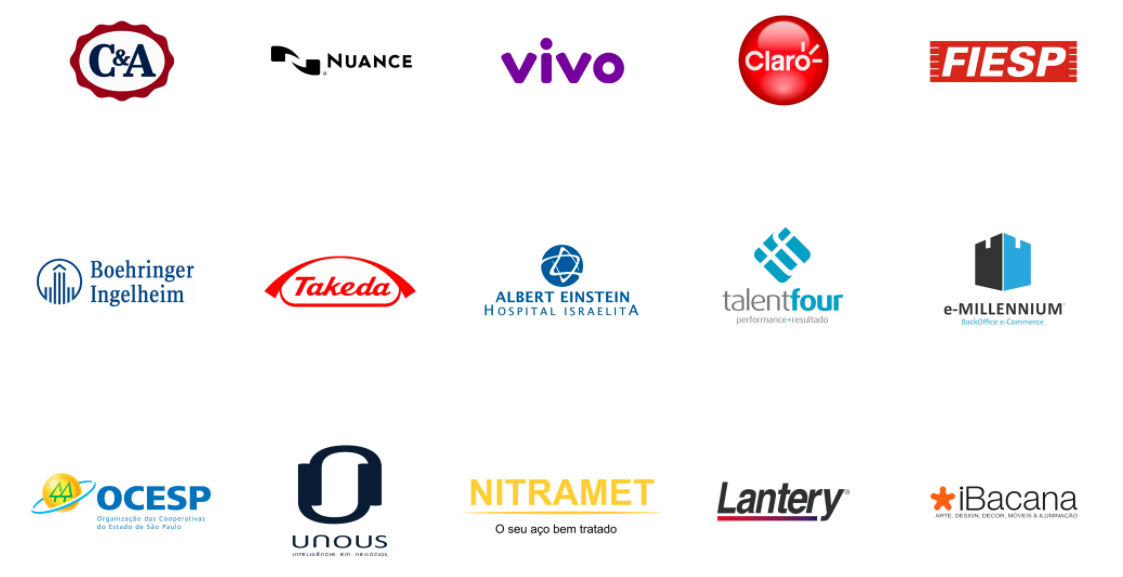 C&A
NUANCE
vivo
Claro
FIESP
Boehringer
Ingelheim
Takeda
ALBERT EINSTEIN
HOSPITAL ISRAELITA
talentfour
performance+resultado
e-MILLENNIUM
BackOffice e-Commerce
OCESP
Organização das Cooperativas
do Estado de São Paulo
UNOUS
INTELIGÊNCIA EM NEGÓCIOS
NITRAMET
O seu aço bem tratado
Lantery®
iBacana
ARTE, DESIGN, DECOR, MÓVEIS & ILUMINAÇÃO